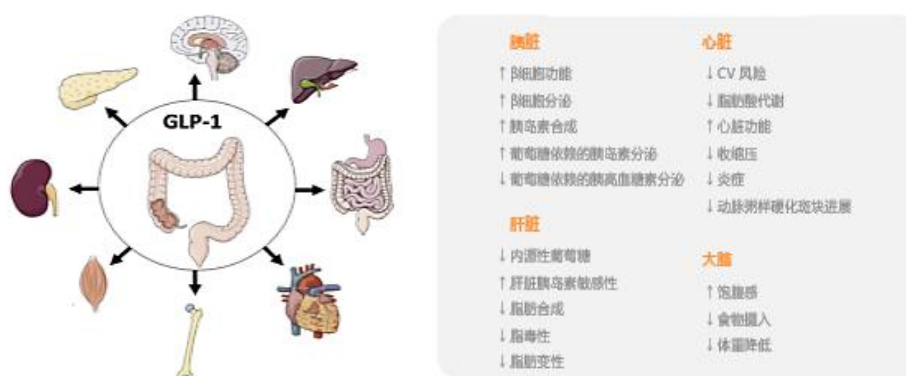 GLP-1
胰脏
↑ β细胞功能
↑ β细胞分泌
↑ 胰岛素合成
↑ 葡萄糖依赖的胰岛素分泌
↓ 葡萄糖依赖的胰高血糖素分泌
肝脏
↓ 内源性葡萄糖
↑ 肝脏胰岛素敏感性
↓ 脂肪合成
↓ 脂毒性
↓ 脂肪变性
心脏
↓ CV 风险
↓ 脂肪酸代谢
↑ 心脏功能
↓ 收缩压
↓ 炎症
↓ 动脉粥样硬化斑块进展
大脑
↑ 饱腹感
↓ 食物摄入
↓ 体重降低